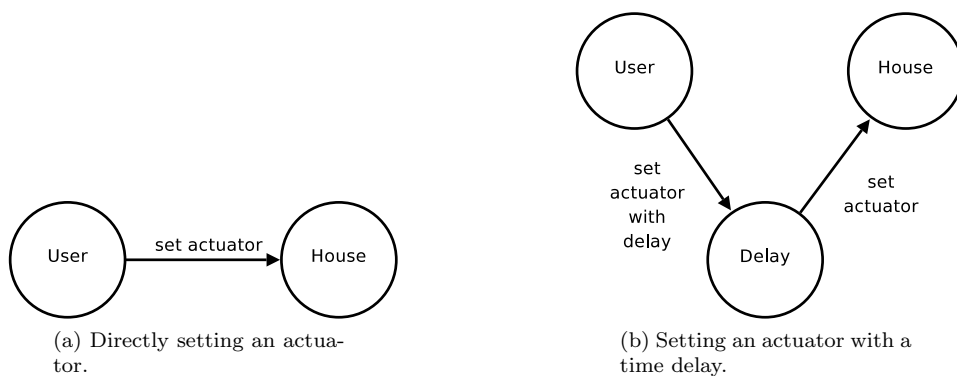 User
set actuator
House
(a) Directly setting an actua-
tor.
User
House
set
actuator
with
delay
set
actuator
Delay
(b) Setting an actuator with a
time delay.